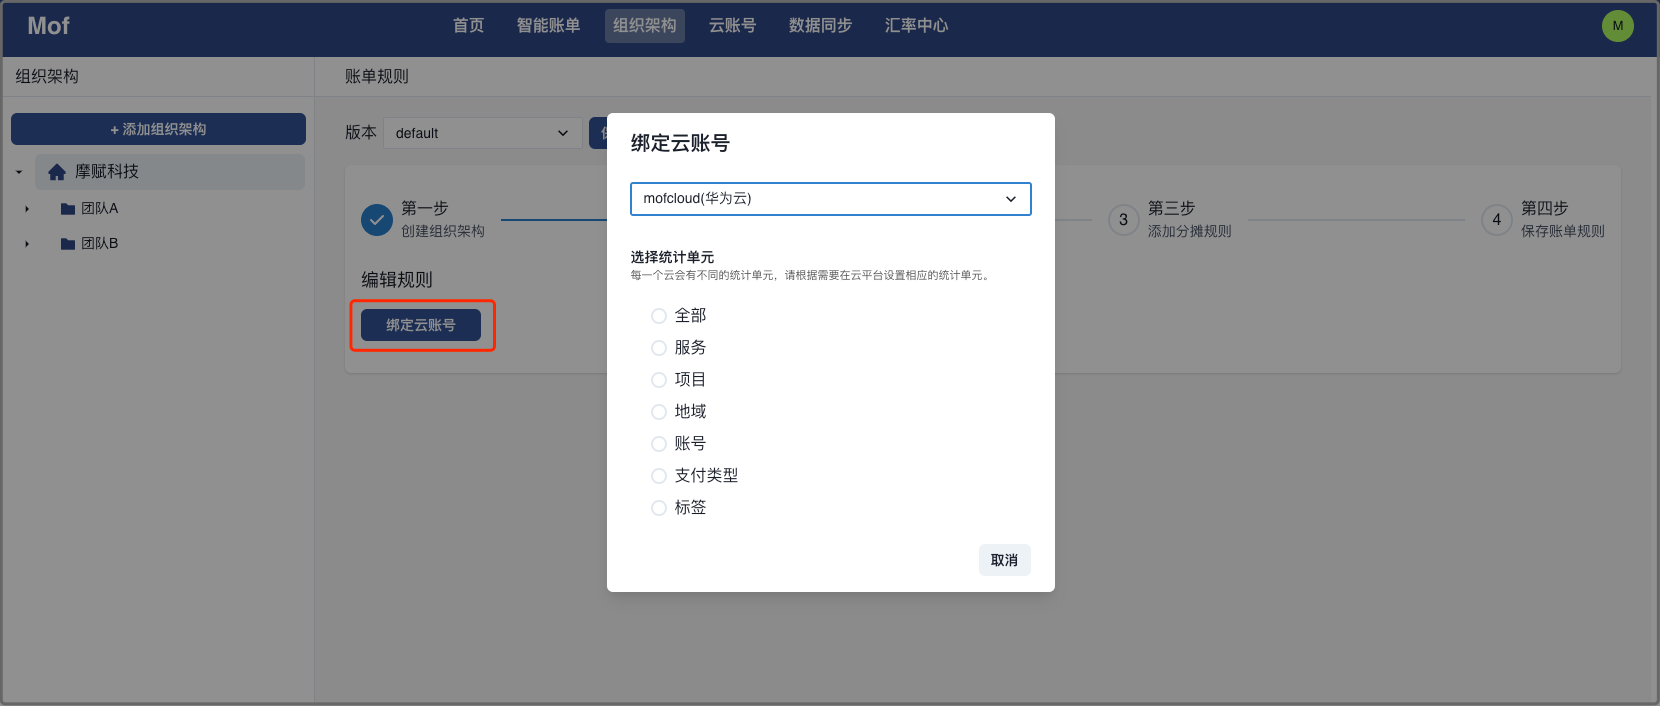 Mof
首页
智能账单
组织架构
云账号
数据同步
汇率中心
M
组织架构
账单规则
+ 添加组织架构
摩赋科技
团队A
团队B
版本
default
第一步
创建组织架构
3
第三步
添加分摊规则
4
第四步
保存账单规则
编辑规则
绑定云账号
绑定云账号
mofcloud(华为云)
选择统计单元
每一个云会有不同的统计单元，请根据需要在云平台设置相应的统计单元。
全部
服务
项目
地域
账号
支付类型
标签
取消